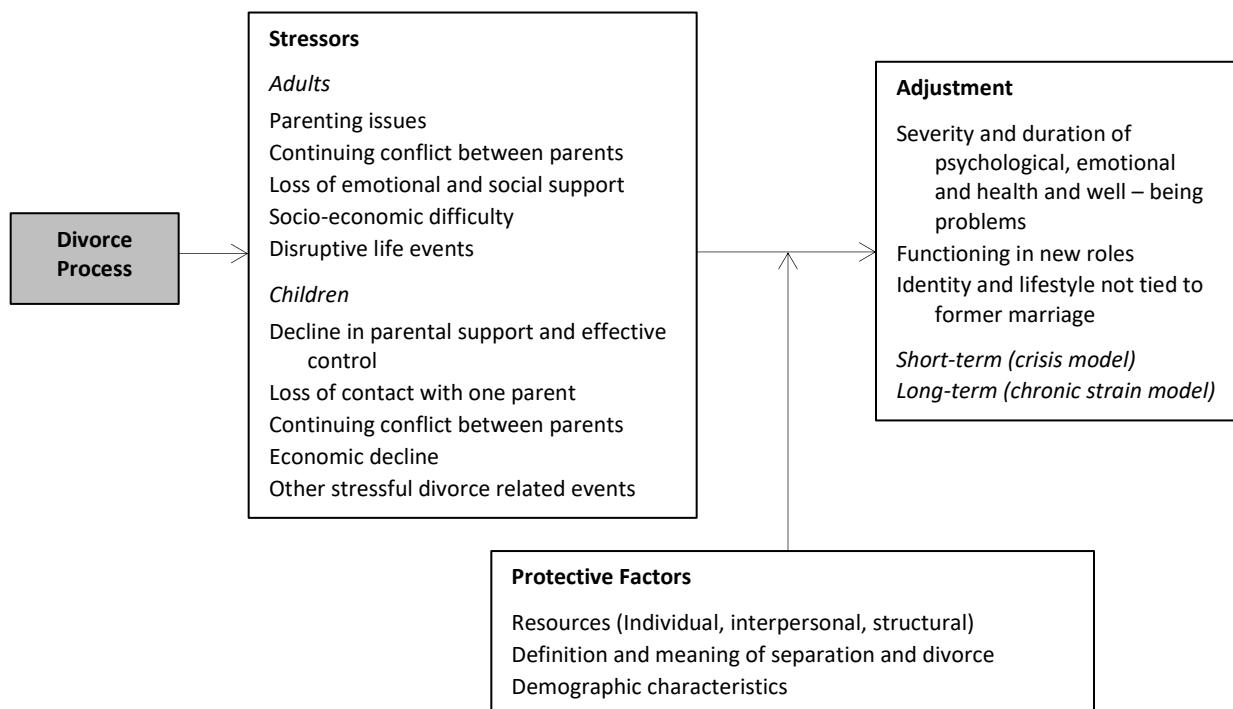 Divorce
Process
Stressors
Adults
Parenting issues
Continuing conflict between parents
Loss of emotional and social support
Socio-economic difficulty
Disruptive life events
Children
Decline in parental support and effective
control
Loss of contact with one parent
Continuing conflict between parents
Economic decline
Other stressful divorce related events
Adjustment
Severity and duration of
psychological, emotional
and health and well – being
problems
Functioning in new roles
Identity and lifestyle not tied to
former marriage
Short-term (crisis model)
Long-term (chronic strain model)
Protective Factors
Resources (Individual, interpersonal, structural)
Definition and meaning of separation and divorce
Demographic characteristics